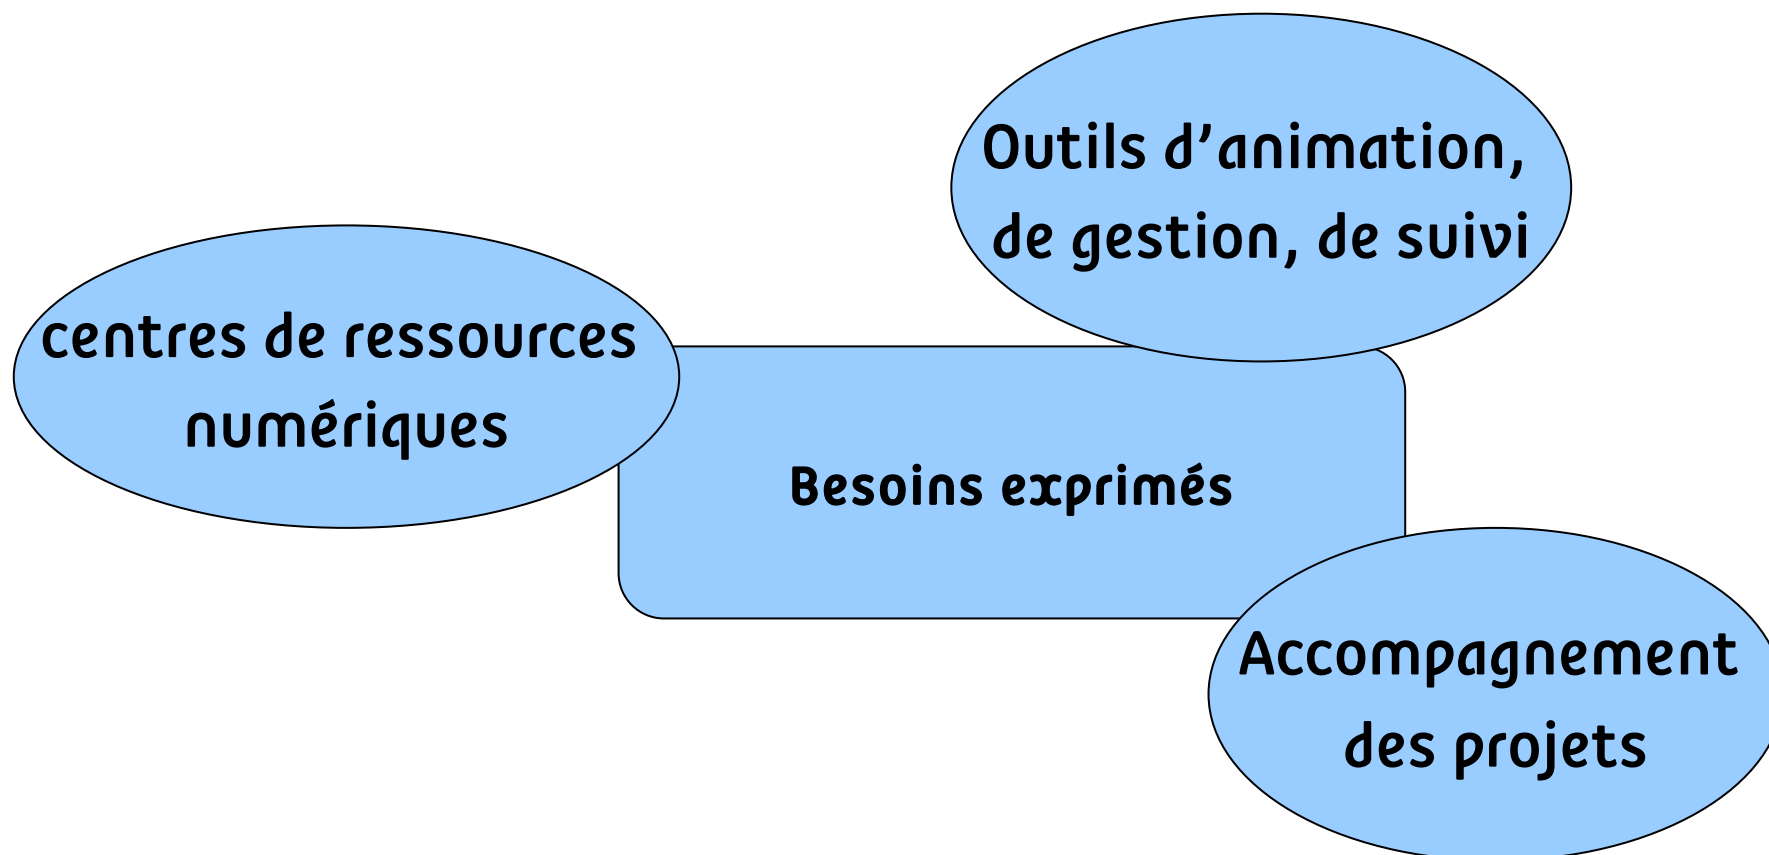 Outils d’animation,
de gestion, de suivi
centres de ressources
numériques
Besoins exprimés
Accompagnement
des projets